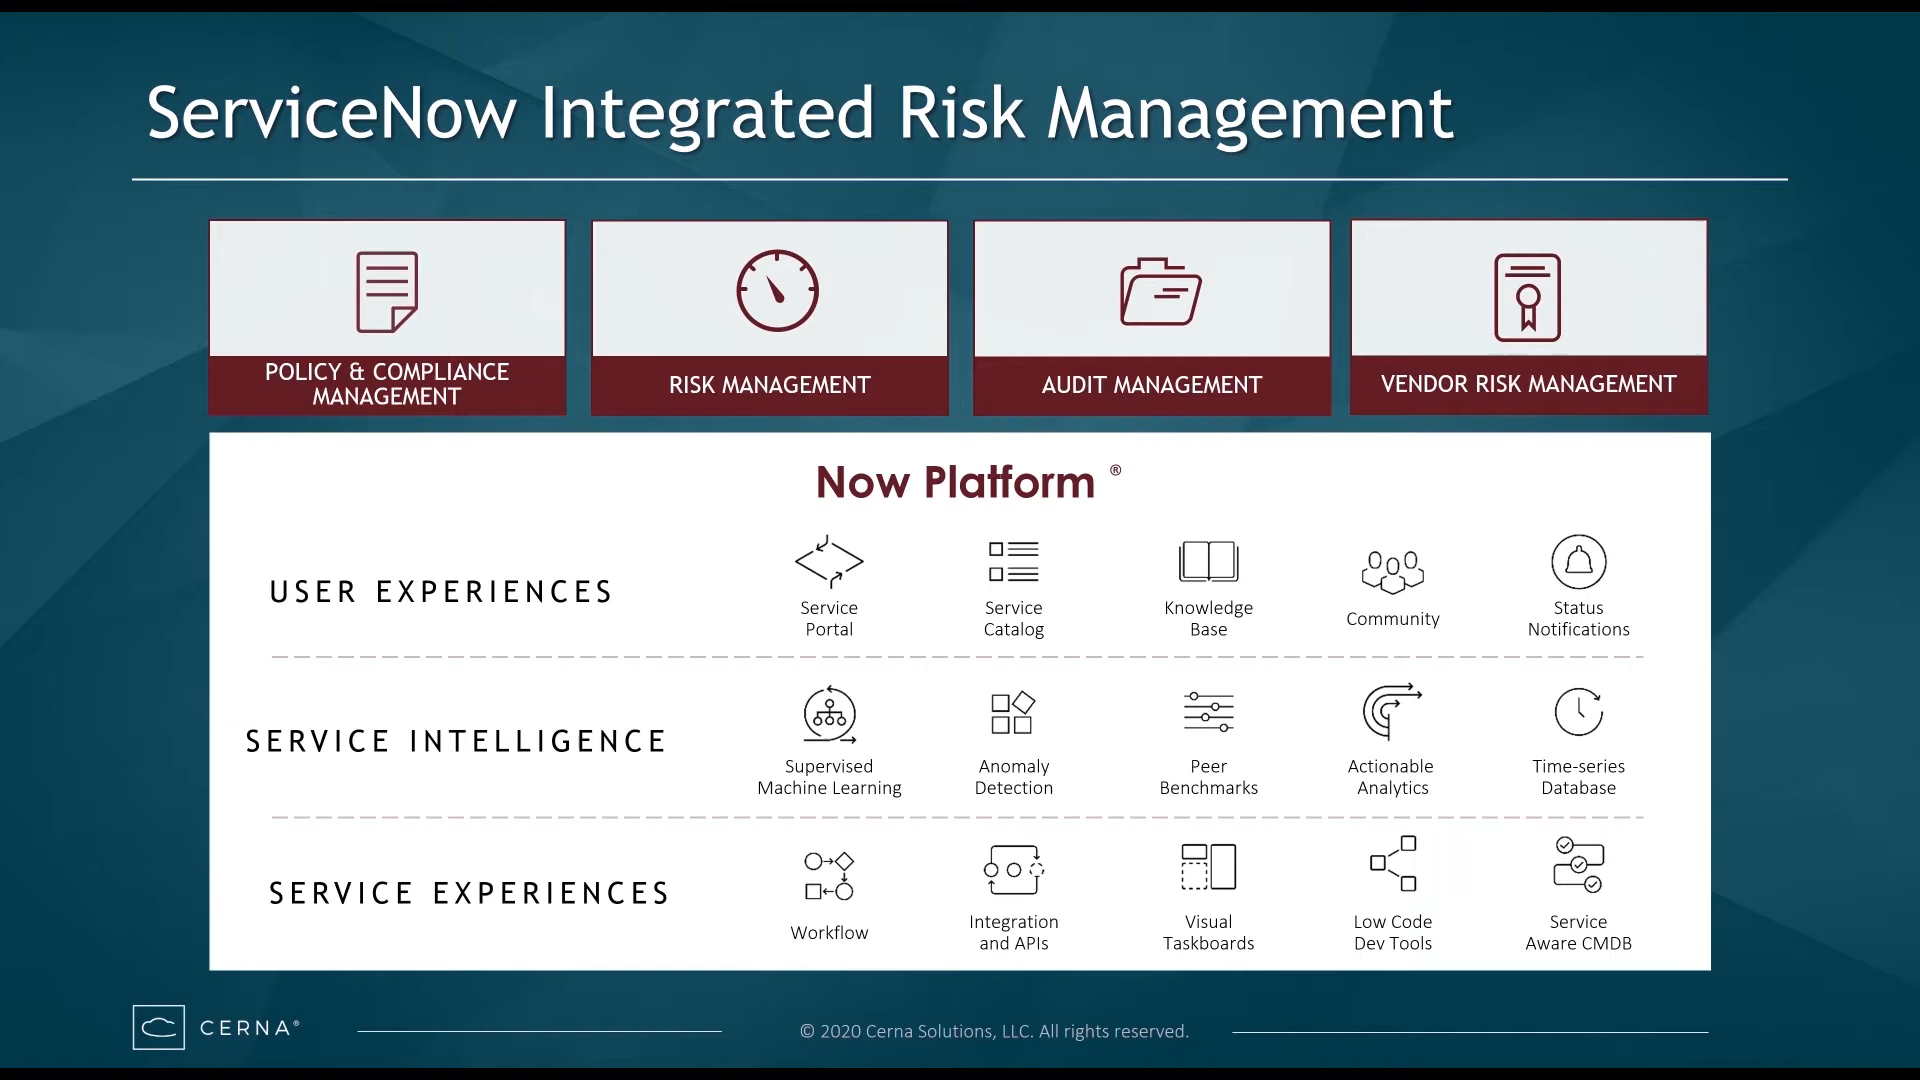 ServiceNow Integrated Risk Management
POLICY & COMPLIANCE
MANAGEMENT
RISK MANAGEMENT
AUDIT MANAGEMENT
VENDOR RISK MANAGEMENT
Now Platform ®
USER EXPERIENCES
Service
Portal
Service
Catalog
Knowledge
Base
Community
Status
Notifications
SERVICE INTELLIGENCE
Supervised
Machine Learning
Anomaly
Detection
Peer
Benchmarks
Actionable
Analytics
Time-series
Database
SERVICE EXPERIENCES
Workflow
Integration
and APIs
Visual
Taskboards
Low Code
Dev Tools
Service
Aware CMDB
CERNA®
© 2020 Cerna Solutions, LLC. All rights reserved.